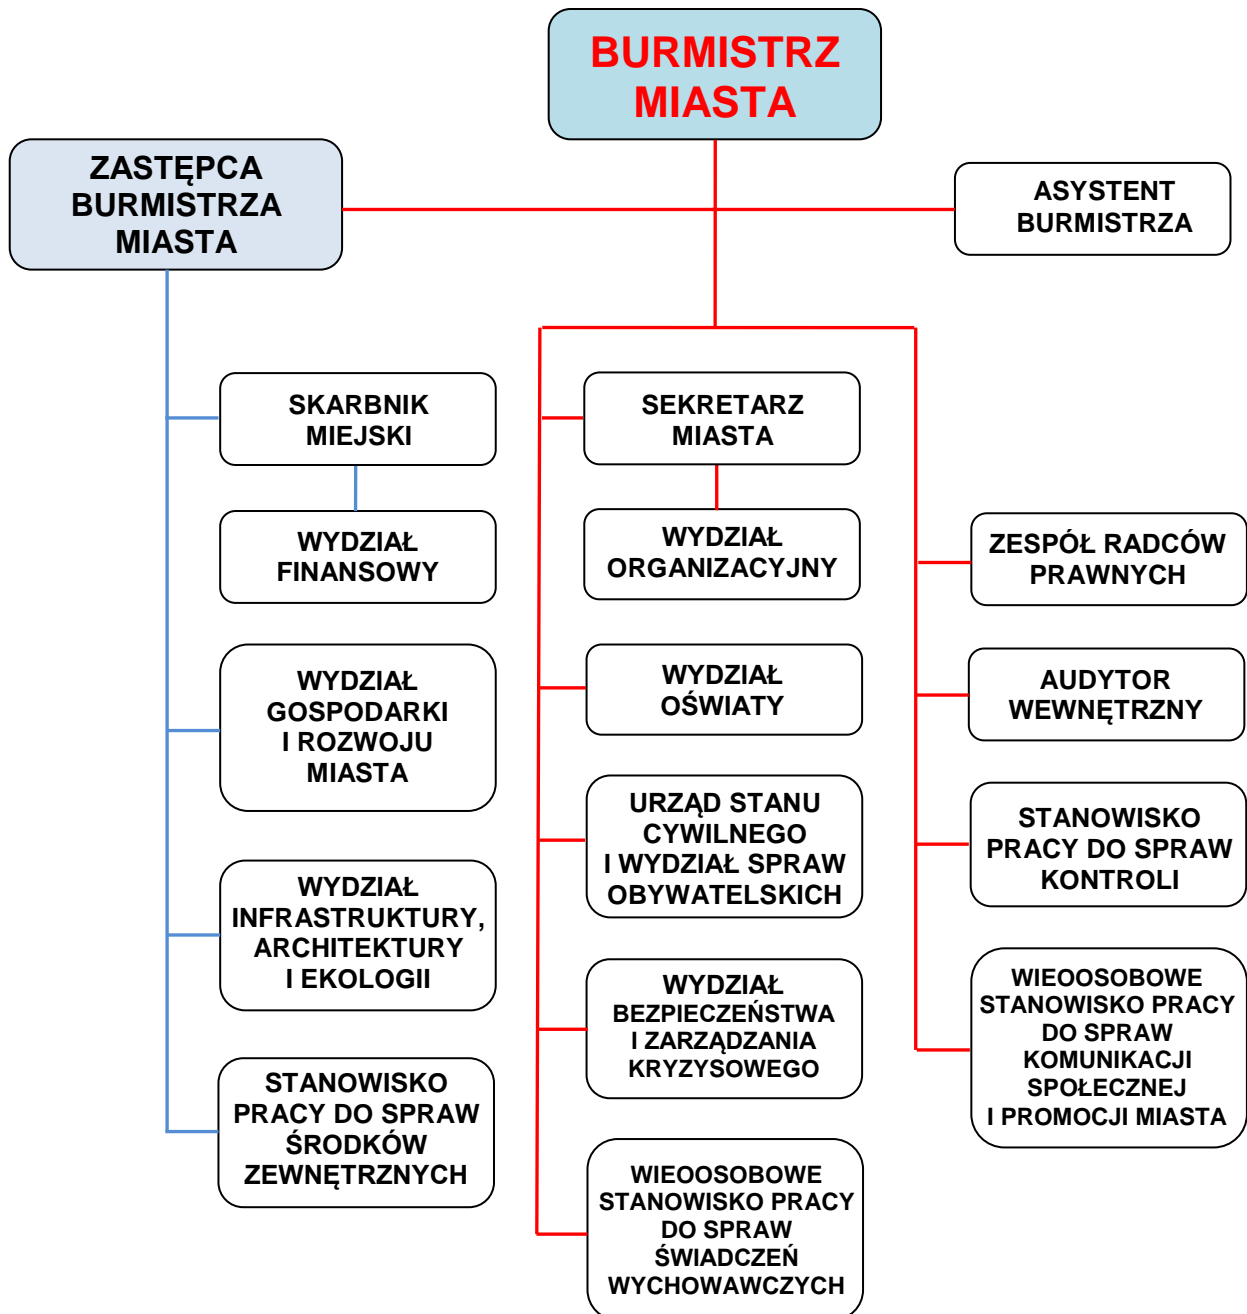 BURMISTRZ
MIASTA
ZASTĘPCA
BURMISTRZA
MIASTA
ASYSTENT
BURMISTRZA
SKARBNIK
MIEJSKI
WYDZIAŁ
FINANSOWY
WYDZIAŁ
GOSPODARKI
I ROZWOJU
MIASTA
WYDZIAŁ
INFRASTRUKTURY,
ARCHITEKTURY
I EKOLOGII
STANOWISKO
PRACY DO SPRAW
ŚRODKÓW
ZEWNĘTRZNYCH
SEKRETARZ
MIASTA
WYDZIAŁ
ORGANIZACYJNY
WYDZIAŁ
OŚWIATY
URZĄD STANU
CYWILNEGO
I WYDZIAŁ SPRAW
OBYWATELSKICH
WYDZIAŁ
BEZPIECZEŃSTWA
I ZARZĄDZANIA
KRYZYSOWEGO
WIEOOSOBOWE
STANOWISKO PRACY
DO SPRAW
ŚWIADCZEŃ
WYCHOWAWCZYCH
ZESPÓŁ RADCÓW
PRAWNYCH
AUDYTOR
WEWNĘTRZNY
STANOWISKO
PRACY DO SPRAW
KONTROLI
WIEOOSOBOWE
STANOWISKO PRACY
DO SPRAW
KOMUNIKACJI
SPOŁECZNEJ
I PROMOCJI MIASTA